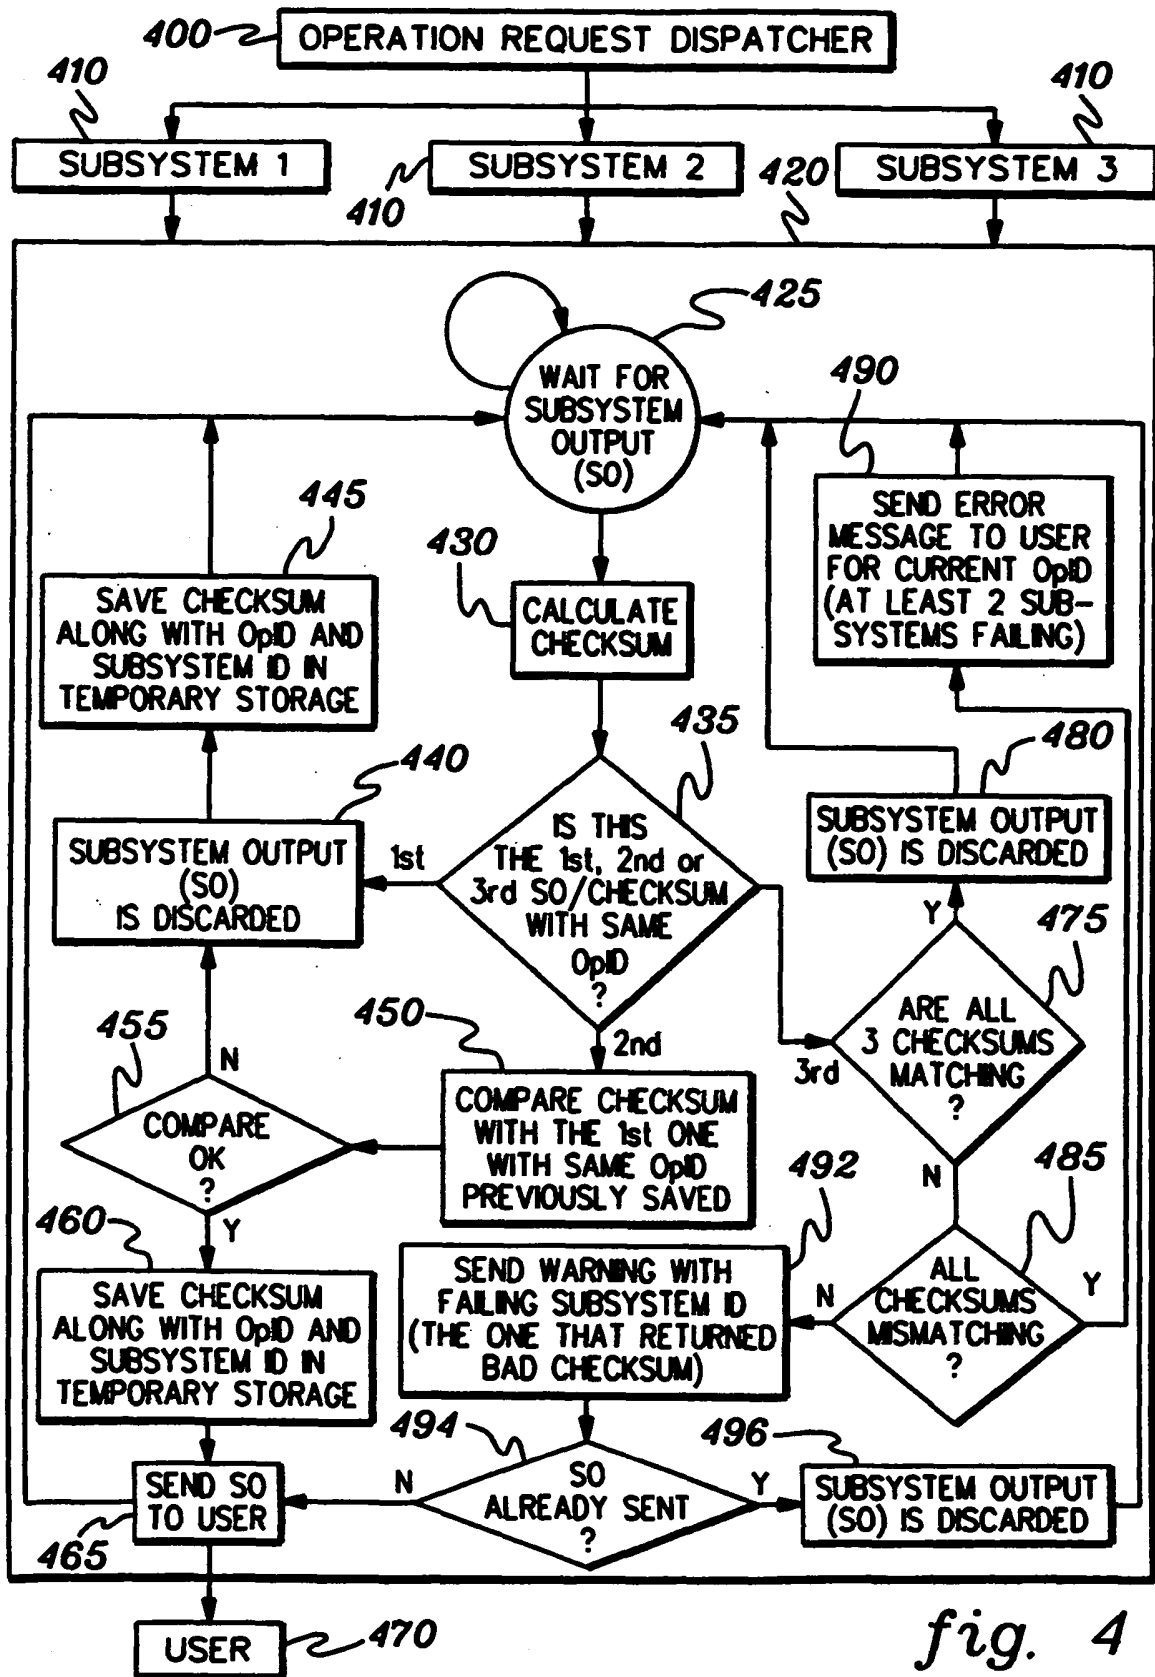 400
OPERATION REQUEST DISPATCHER
410
410
SUBSYSTEM 1
SUBSYSTEM 2
SUBSYSTEM 3
410
420
425
WAIT FOR
SUBSYSTEM
OUTPUT
(SO)
490
SEND ERROR
MESSAGE TO USER
FOR CURRENT OpID
(AT LEAST 2 SUB-
SYSTEMS FAILING)
445
SAVE CHECKSUM
ALONG WITH OpID AND
SUBSYSTEM ID IN
TEMPORARY STORAGE
430
CALCULATE
CHECKSUM
435
IS THIS
THE 1st, 2nd or
3rd SO/CHECKSUM
WITH SAME
OpID
?
1st
2nd
3rd
440
SUBSYSTEM OUTPUT
(SO)
IS DISCARDED
480
SUBSYSTEM OUTPUT
(SO) IS DISCARDED
Y
475
ARE ALL
3 CHECKSUMS
MATCHING
?
N
450
COMPARE CHECKSUM
WITH THE 1st ONE
WITH SAME OpID
PREVIOUSLY SAVED
455
N
COMPARE
OK
?
Y
460
SAVE CHECKSUM
ALONG WITH OpID AND
SUBSYSTEM ID IN
TEMPORARY STORAGE
492
SEND WARNING WITH
FAILING SUBSYSTEM ID
(THE ONE THAT RETURNED
BAD CHECKSUM)
485
N
ALL
CHECKSUMS
MISMATCHING
?
Y
494
N
SO
ALREADY SENT
?
Y
496
SUBSYSTEM OUTPUT
(SO) IS DISCARDED
SEND SO
TO USER
465
USER
470
fig. 4